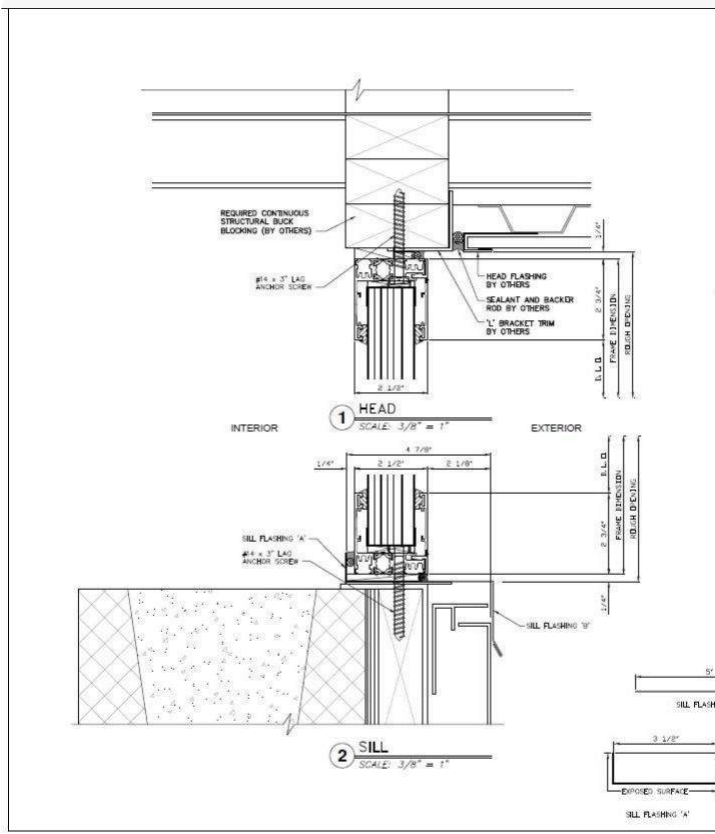 REQUIRED CONTINUOUS
STRUCTURAL BUCK
BLOCKING (BY OTHERS)
#14 x 3" LAG
ANCHOR SCREW
HEAD FLASHING
BY OTHERS
SEALANT AND BACKER
ROD BY OTHERS
'L' BRACKET TRIM
BY OTHERS
1/4"
2 3/4"
D.L.O.
FRAME DIMENSION
ROUGH OPENING
2 1/2"
1 HEAD
SCALE: 3/8" = 1"
INTERIOR
EXTERIOR
4 7/8"
1/4"
2 1/2"
2 1/8"
D.L.O.
2 3/4"
1/4"
FRAME DIMENSION
ROUGH OPENING
SILL FLASHING 'A'
#14 x 3" LAG
ANCHOR SCREW
SILL FLASHING 'B'
2 SILL
SCALE: 3/8" = 1"
5"
SILL FLASH
3 1/2"
EXPOSED SURFACE
SILL FLASHING 'A'